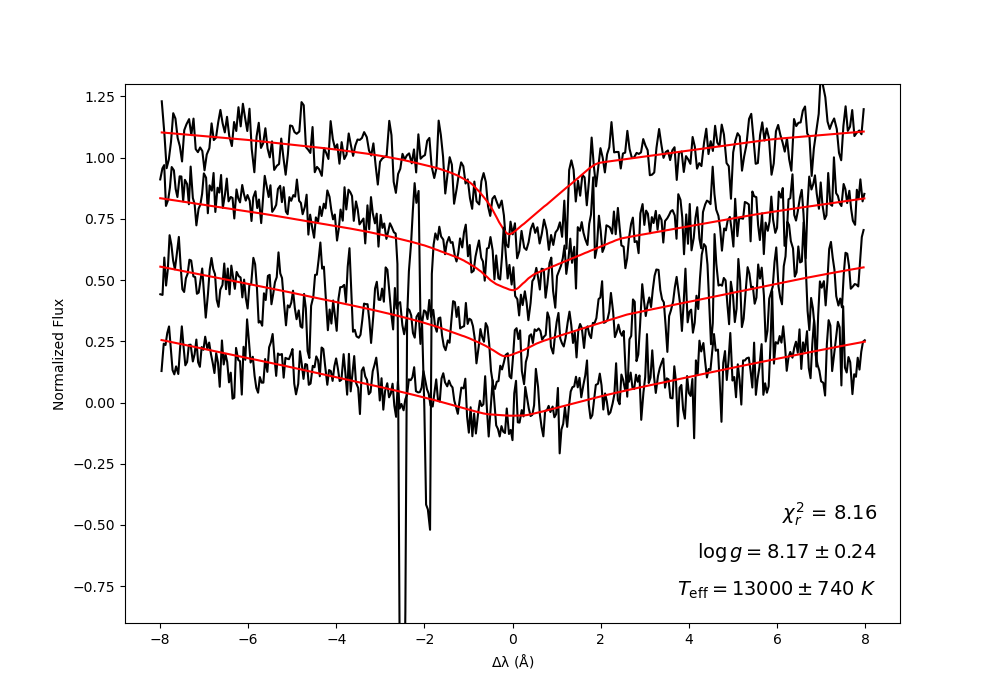 1.25
1.00
0.75
0.50
0.25
0.00
−0.25
−0.50
−0.75
Normalized Flux
χ²ᵣ = 8.16
log g = 8.17 ± 0.24
T_eff = 13000 ± 740 K
−8 −6 −4 −2 0 2 4 6 8
Δλ (Å)